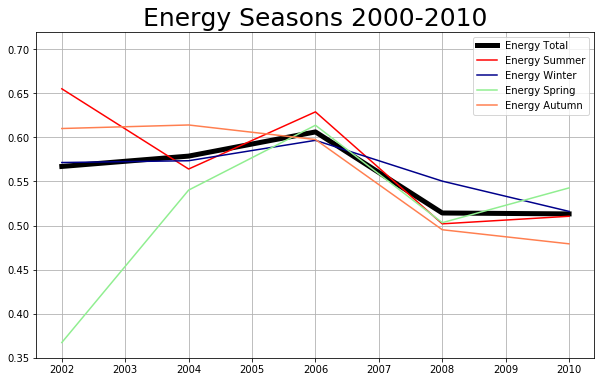 Energy Seasons 2000-2010
Energy Total
Energy Summer
Energy Winter
Energy Spring
Energy Autumn
0.70
0.65
0.60
0.55
0.50
0.45
0.40
0.35
2002 2003 2004 2005 2006 2007 2008 2009 2010